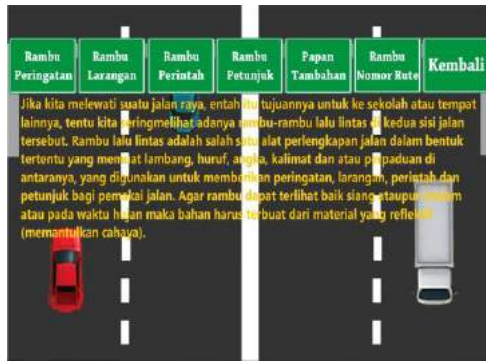 Rambu Peringatan
Rambu Larangan
Rambu Perintah
Rambu Petunjuk
Papan Tambahan
Rambu Nomor Rute
Kembali
Jika kita melewati suatu jalan raya, entah itu tujuannya untuk ke sekolah atau tempat
lainnya, tentu kita sering melihat adanya rambu-rambu lalu lintas di kedua sisi jalan
tersebut. Rambu lalu lintas adalah salah satu alat perlengkapan jalan dalam bentuk
tertentu yang memuat lambang, huruf, angka, kalimat dan atau perpaduan di
antaranya, yang digunakan untuk memberikan peringatan, larangan, perintah dan
petunjuk bagi pemakai jalan. Agar rambu dapat terlihat baik siang ataupun malam
atau pada waktu hujan maka bahan harus terbuat dari material yang reflektif
(memantulkan cahaya).